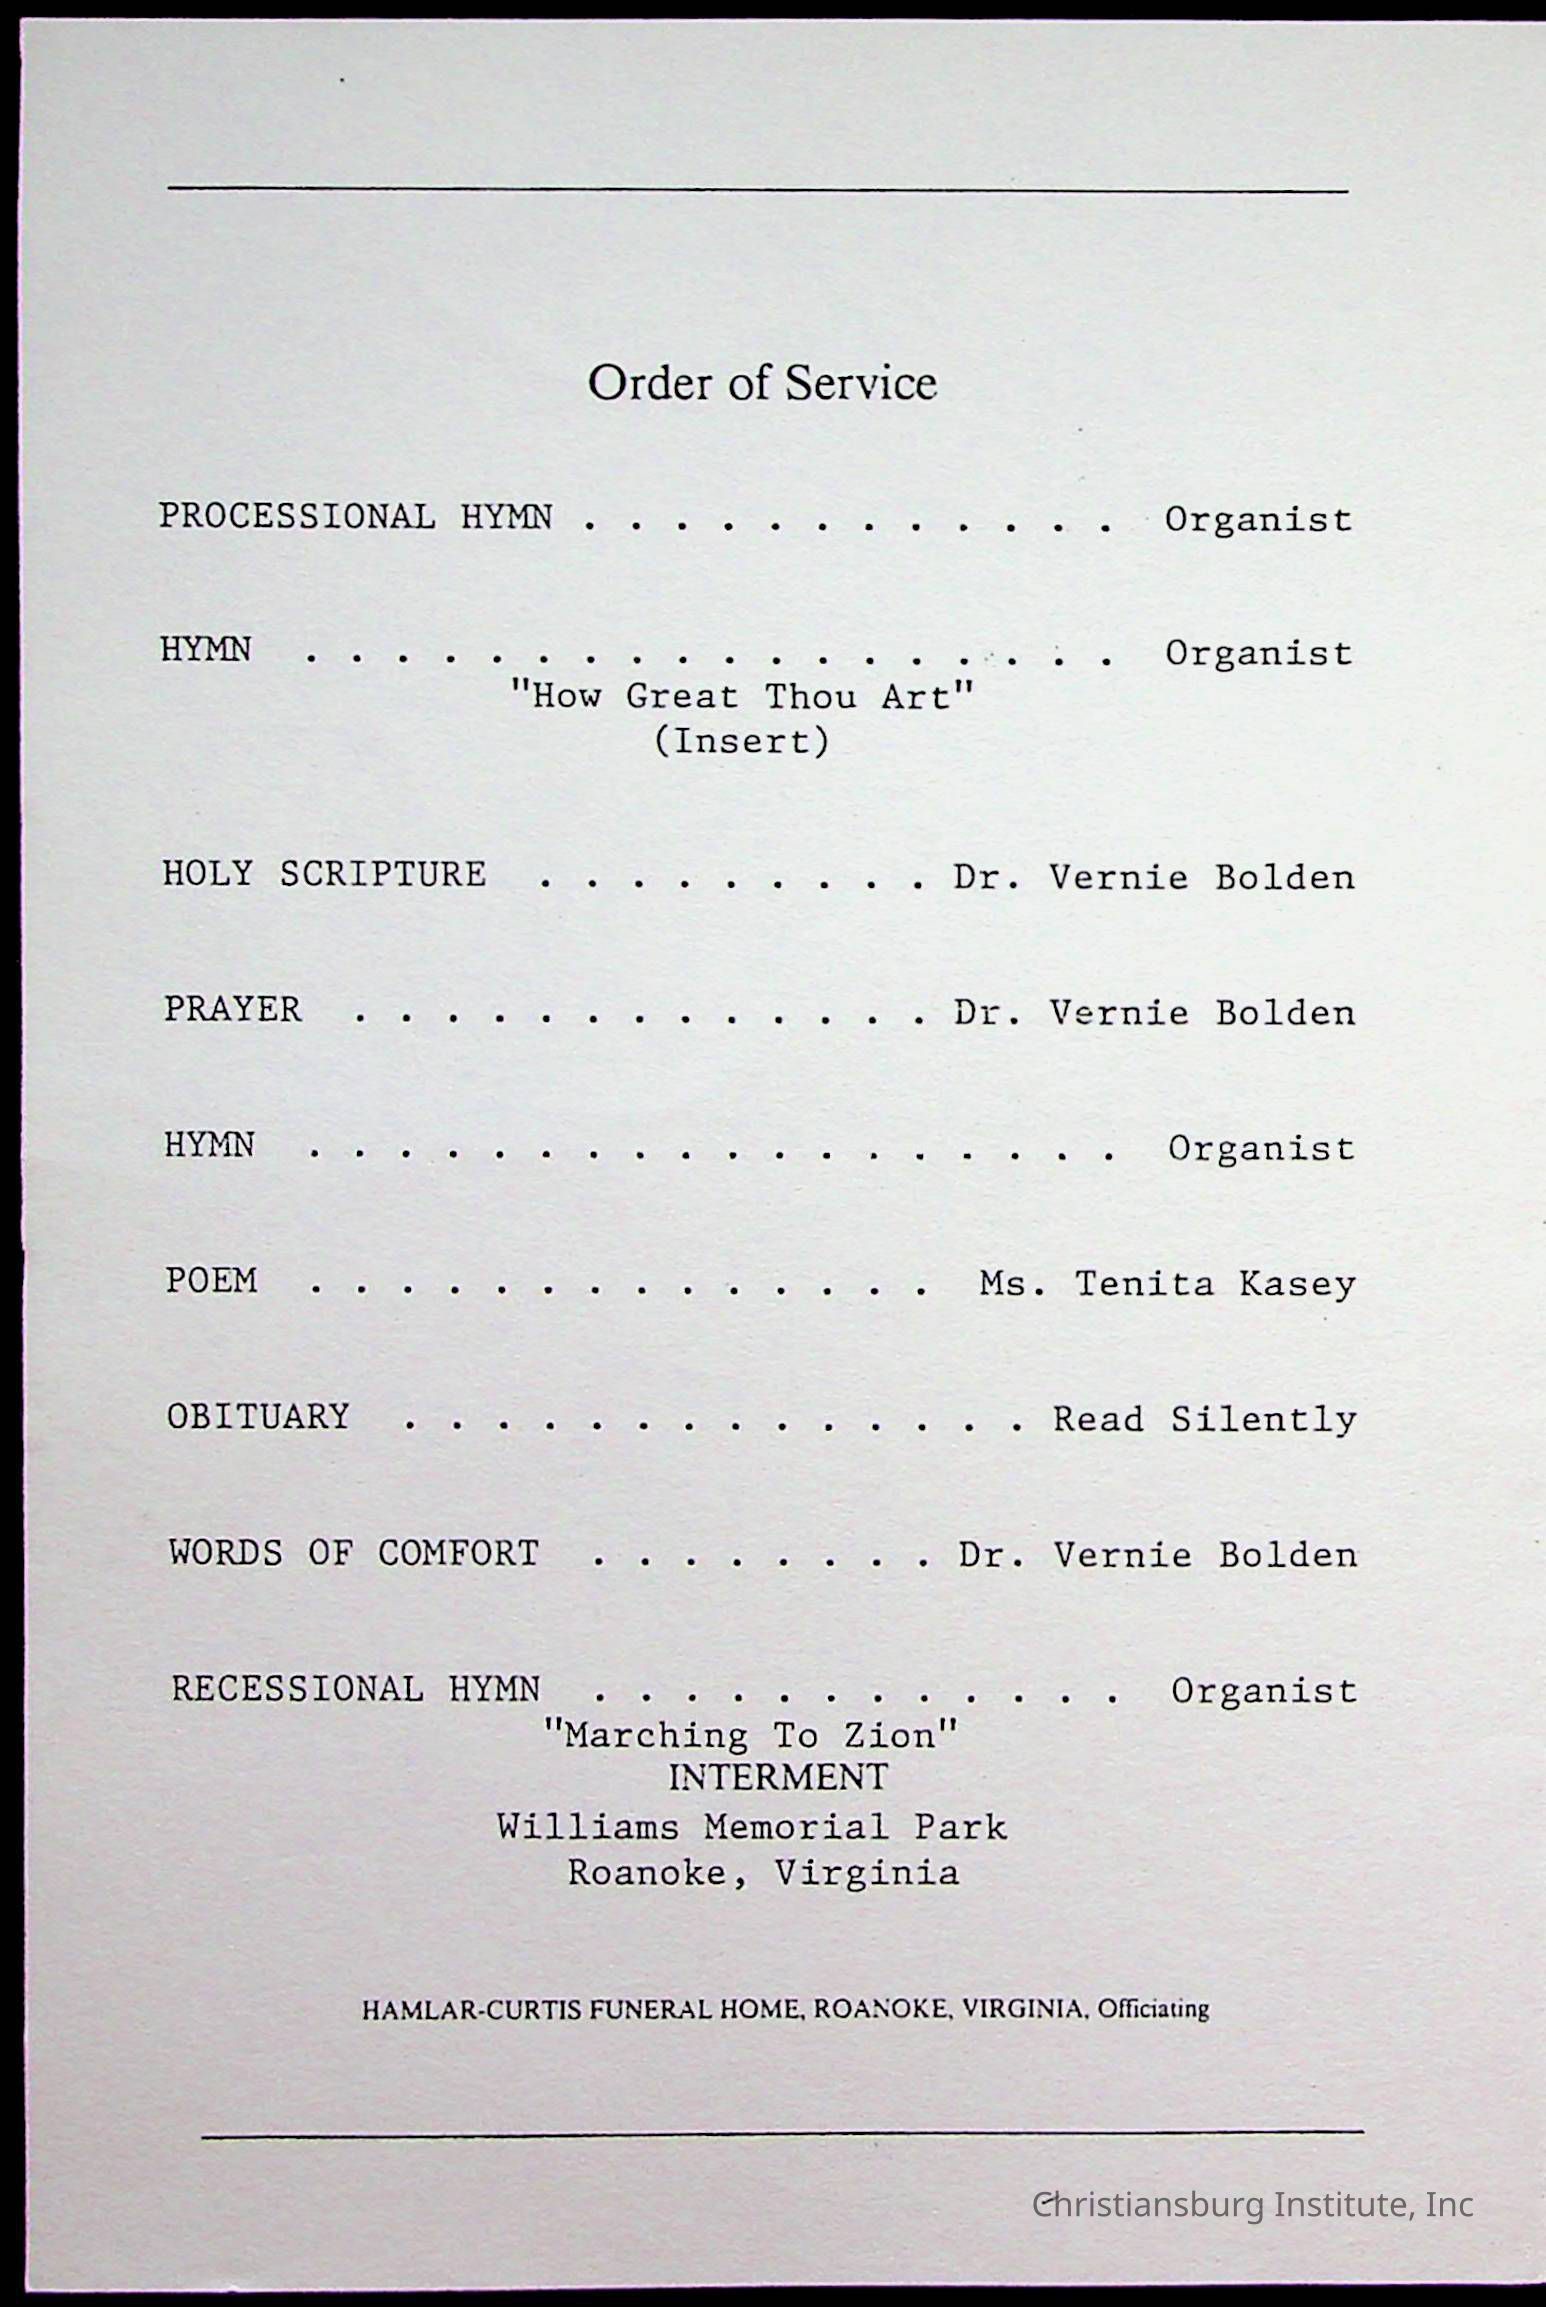 Order of Service
PROCESSIONAL HYMN . . . . . . . . . . . . Organist
HYMN . . . . . . . . . . . . . . . . . . Organist
"How Great Thou Art"
(Insert)
HOLY SCRIPTURE . . . . . . . . . Dr. Vernie Bolden
PRAYER . . . . . . . . . . . . . Dr. Vernie Bolden
HYMN . . . . . . . . . . . . . . . . . . Organist
POEM . . . . . . . . . . . . . . Ms. Tenita Kasey
OBITUARY . . . . . . . . . . . . . . Read Silently
WORDS OF COMFORT . . . . . . . . Dr. Vernie Bolden
RECESSIONAL HYMN . . . . . . . . . . . . Organist
"Marching To Zion"
INTERMENT
Williams Memorial Park
Roanoke, Virginia
HAMLAR-CURTIS FUNERAL HOME, ROANOKE, VIRGINIA, Officiating
Christiansburg Institute, Inc